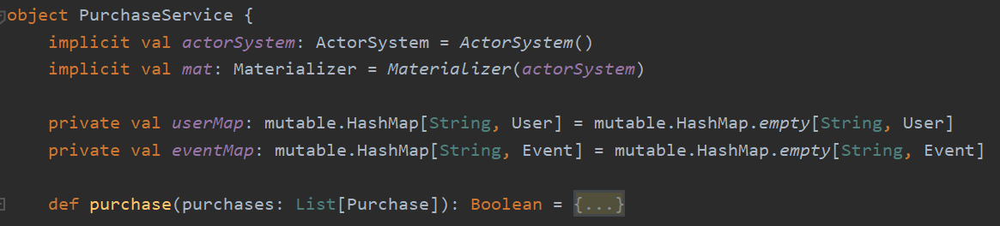 object PurchaseService {
implicit val actorSystem: ActorSystem = ActorSystem()
implicit val mat: Materializer = Materializer(actorSystem)
private val userMap: mutable.HashMap[String, User] = mutable.HashMap.empty[String, User]
private val eventMap: mutable.HashMap[String, Event] = mutable.HashMap.empty[String, Event]
def purchase(purchases: List[Purchase]): Boolean = {...}